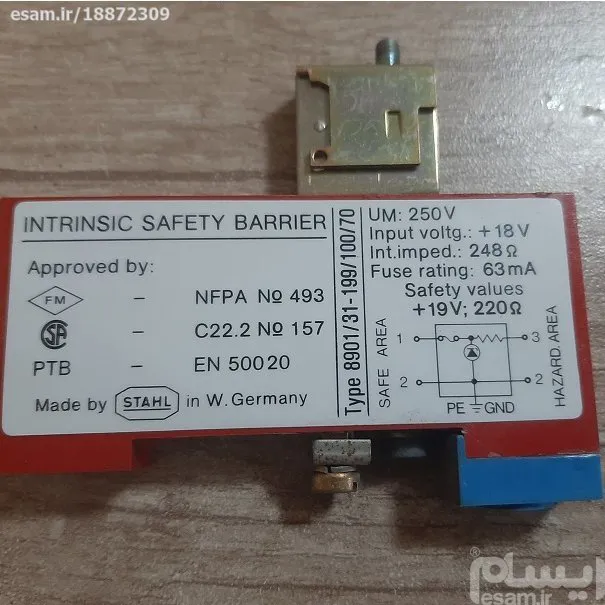 esam.ir/18872309
INTRINSIC SAFETY BARRIER
Approved by:
FM - NFPA No 493
SA - C22.2 No 157
PTB - EN 50020
Made by STAHL in W. Germany
Type 8901/31-199/100/70
UM: 250V
Input voltg.: +18V
Int.imped.: 248Ω
Fuse rating: 63mA
Safety values
+19V; 220Ω
SAFE AREA
1 3
2 2
PE GND
HAZARD. AREA
ایسام
esam.ir